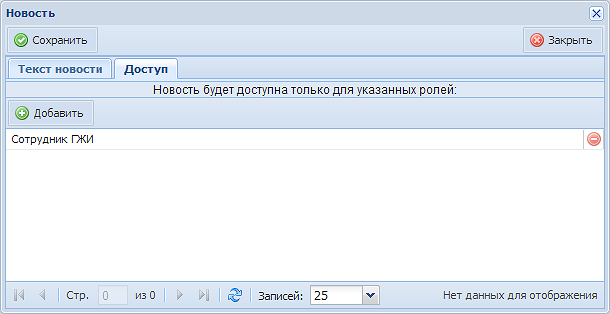 Новость
Сохранить Закрыть
Текст новости Доступ
Новость будет доступна только для указанных ролей:
Добавить
Сотрудник ГЖИ
Стр. 0 из 0 Записей: 25 Нет данных для отображения